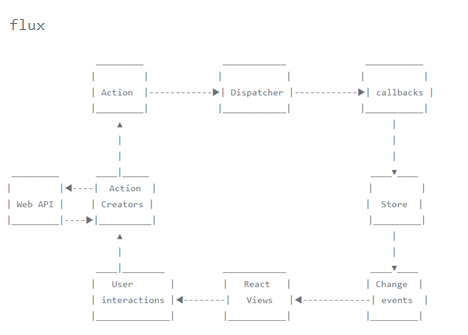 flux
Action
Dispatcher
callbacks
Web API
Action
Creators
Store
User
interactions
React
Views
Change
events